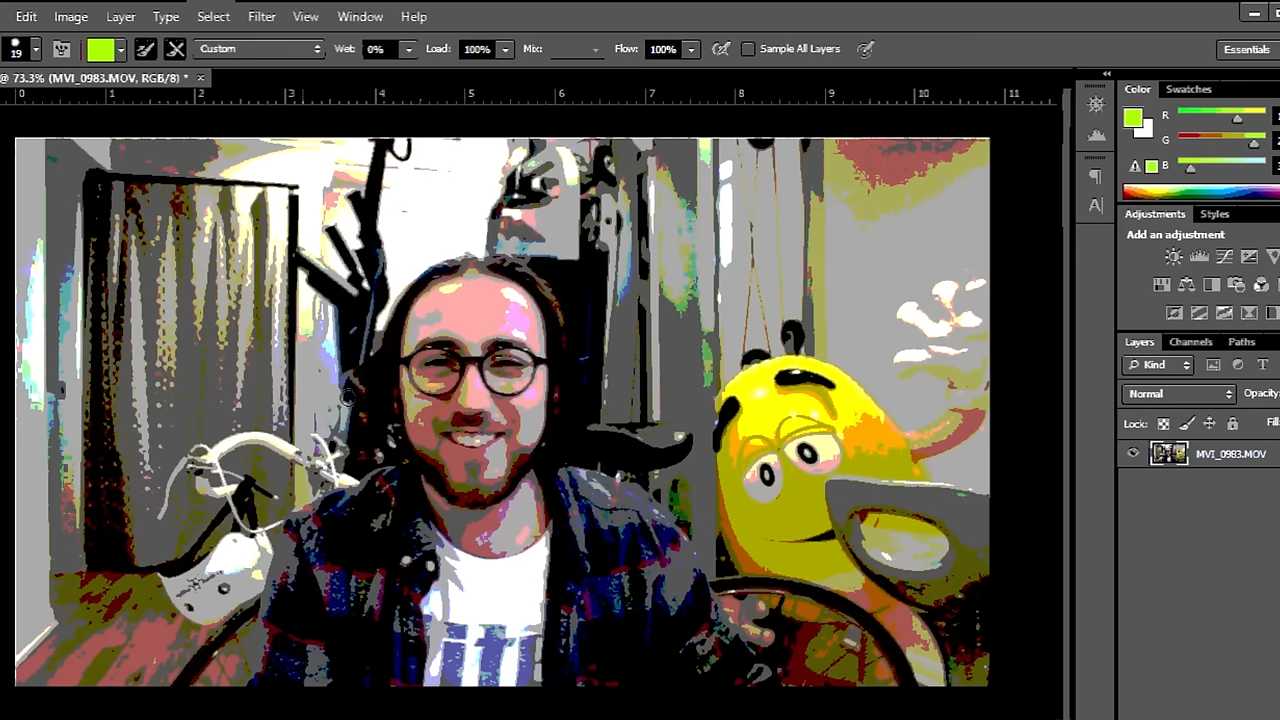 Edit Image Layer Type Select Filter View Window Help
19 Custom Wet: 0% Load: 100% Mix: Flow: 100% Sample All Layers Essentials
@ 73.3% (MVI_0983.MOV, RGB/8) * ×
0 1 2 3 4 5 6 7 8 9 10 11
Color Swatches
R
G
B
Adjustments Styles
Add an adjustment
Layers Channels Paths
Kind T
Normal Opacity:
Lock: Fill
MVI_0983.MOV